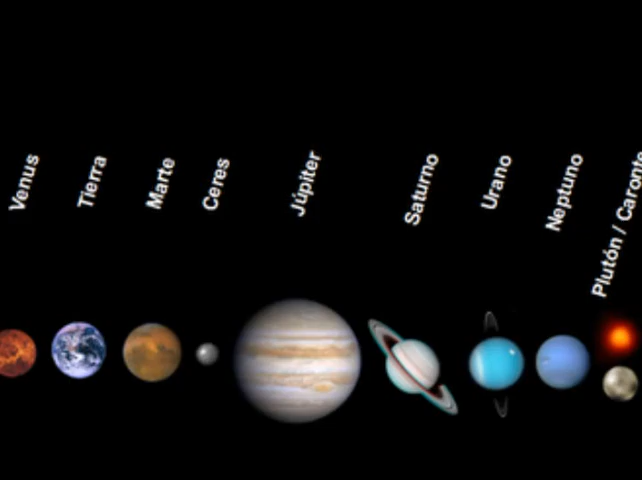 Venus
Tierra
Marte
Ceres
Júpiter
Saturno
Urano
Neptuno
Plutón / Caronte